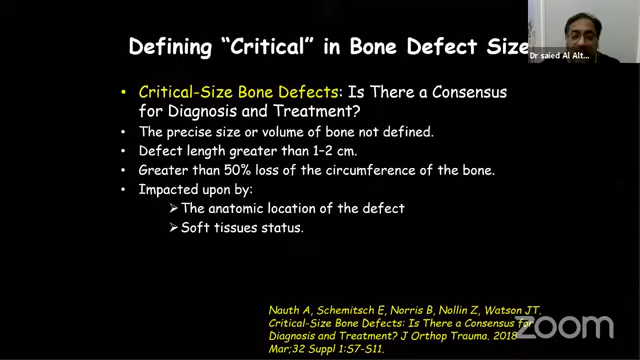 Defining “Critical” in Bone Defect Size
Dr saied Al Alt...
• Critical-Size Bone Defects: Is There a Consensus
for Diagnosis and Treatment?
• The precise size or volume of bone not defined.
• Defect length greater than 1–2 cm.
• Greater than 50% loss of the circumference of the bone.
• Impacted upon by:
➢ The anatomic location of the defect
➢ Soft tissues status.
Nauth A, Schemitsch E, Norris B, Nollin Z, Watson JT.
Critical-Size Bone Defects: Is There a Consensus for
Diagnosis and Treatment? J Orthop Trauma. 2018
Mar;32 Suppl 1:S7-S11.
zoom